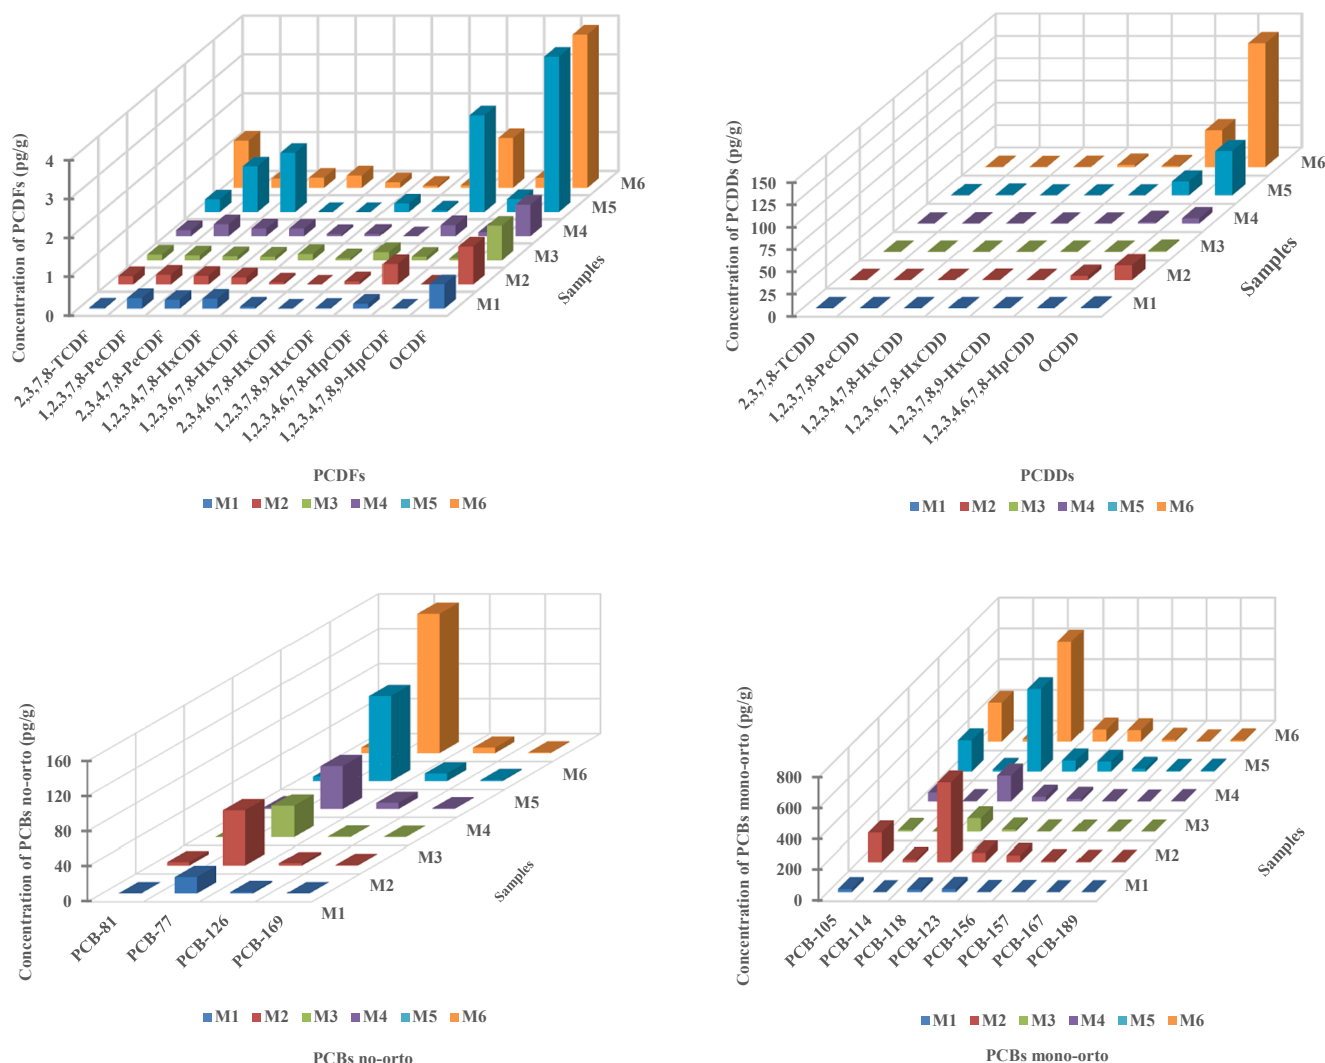 Concentration of PCDFs (pg/g)
4
3
2
1
0
2,3,7,8-TCDF
1,2,3,7,8-PeCDF
2,3,4,7,8-PeCDF
1,2,3,4,7,8-HxCDF
1,2,3,6,7,8-HxCDF
2,3,4,6,7,8-HxCDF
1,2,3,7,8,9-HxCDF
1,2,3,4,6,7,8-HpCDF
1,2,3,4,7,8,9-HpCDF
OCDF
M6
M5
M4
M3
M2
M1
Samples
PCDFs
M1 M2 M3 M4 M5 M6
Concentration of PCDDs (pg/g)
150
125
100
75
50
25
0
2,3,7,8-TCDD
1,2,3,7,8-PeCDD
1,2,3,4,7,8-HxCDD
1,2,3,6,7,8-HxCDD
1,2,3,7,8,9-HxCDD
1,2,3,4,6,7,8-HpCDD
OCDD
M6
M5
M4
M3
M2
M1
Samples
PCDDs
M1 M2 M3 M4 M5 M6
Concentration of PCBs no-orto (pg/g)
160
120
80
40
0
PCB-81
PCB-77
PCB-126
PCB-169
M6
M5
M4
M3
M2
M1
Samples
M1 M2 M3 M4 M5 M6
PCBs no-orto
Concentration of PCBs mono-orto (pg/g)
800
600
400
200
0
PCB-105
PCB-114
PCB-118
PCB-123
PCB-156
PCB-157
PCB-167
PCB-189
M6
M5
M4
M3
M2
M1
Samples
M1 M2 M3 M4 M5 M6
PCBs mono-orto